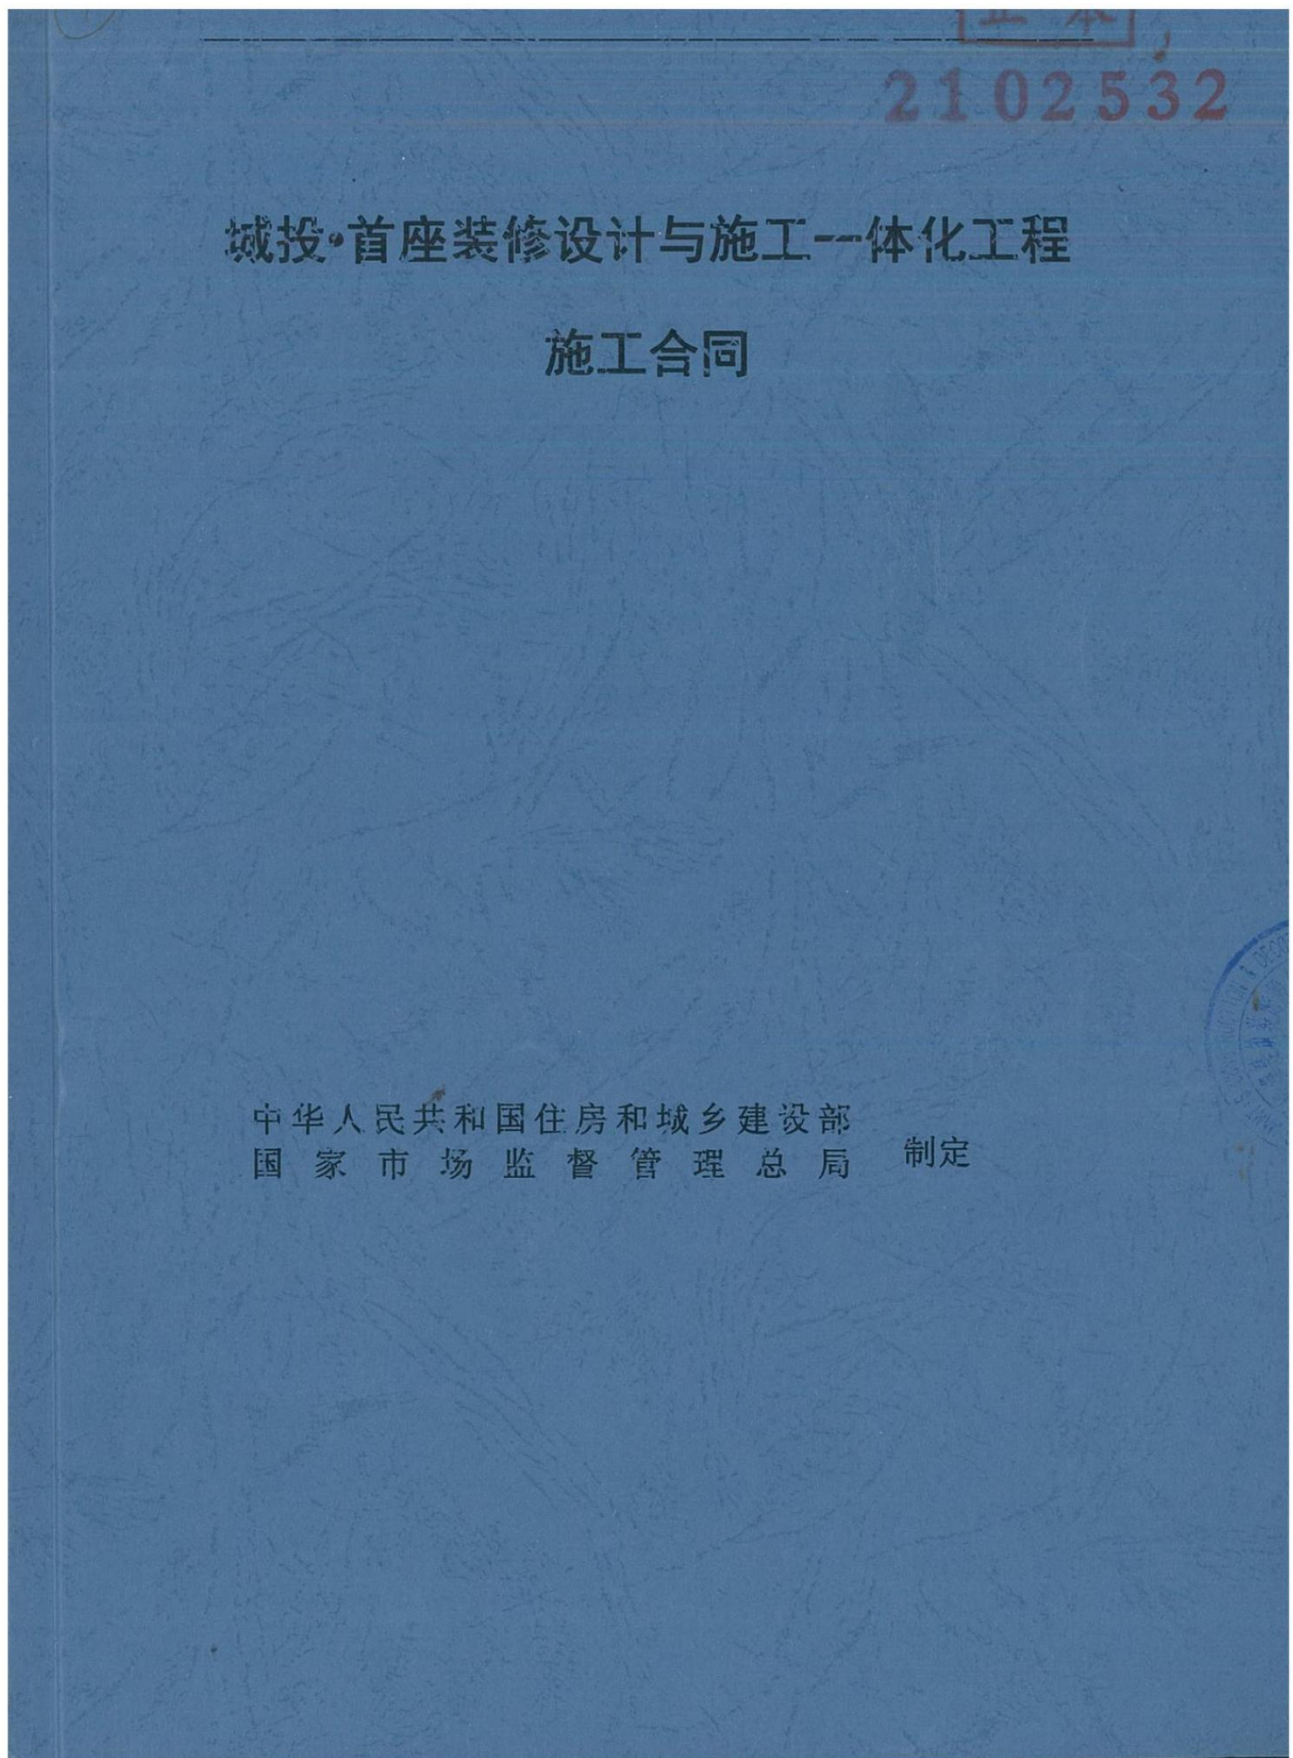 正本
2102532
城投·首座装修设计与施工一体化工程
施工合同
中华人民共和国住房和城乡建设部
国家市场监督管理总局
制定